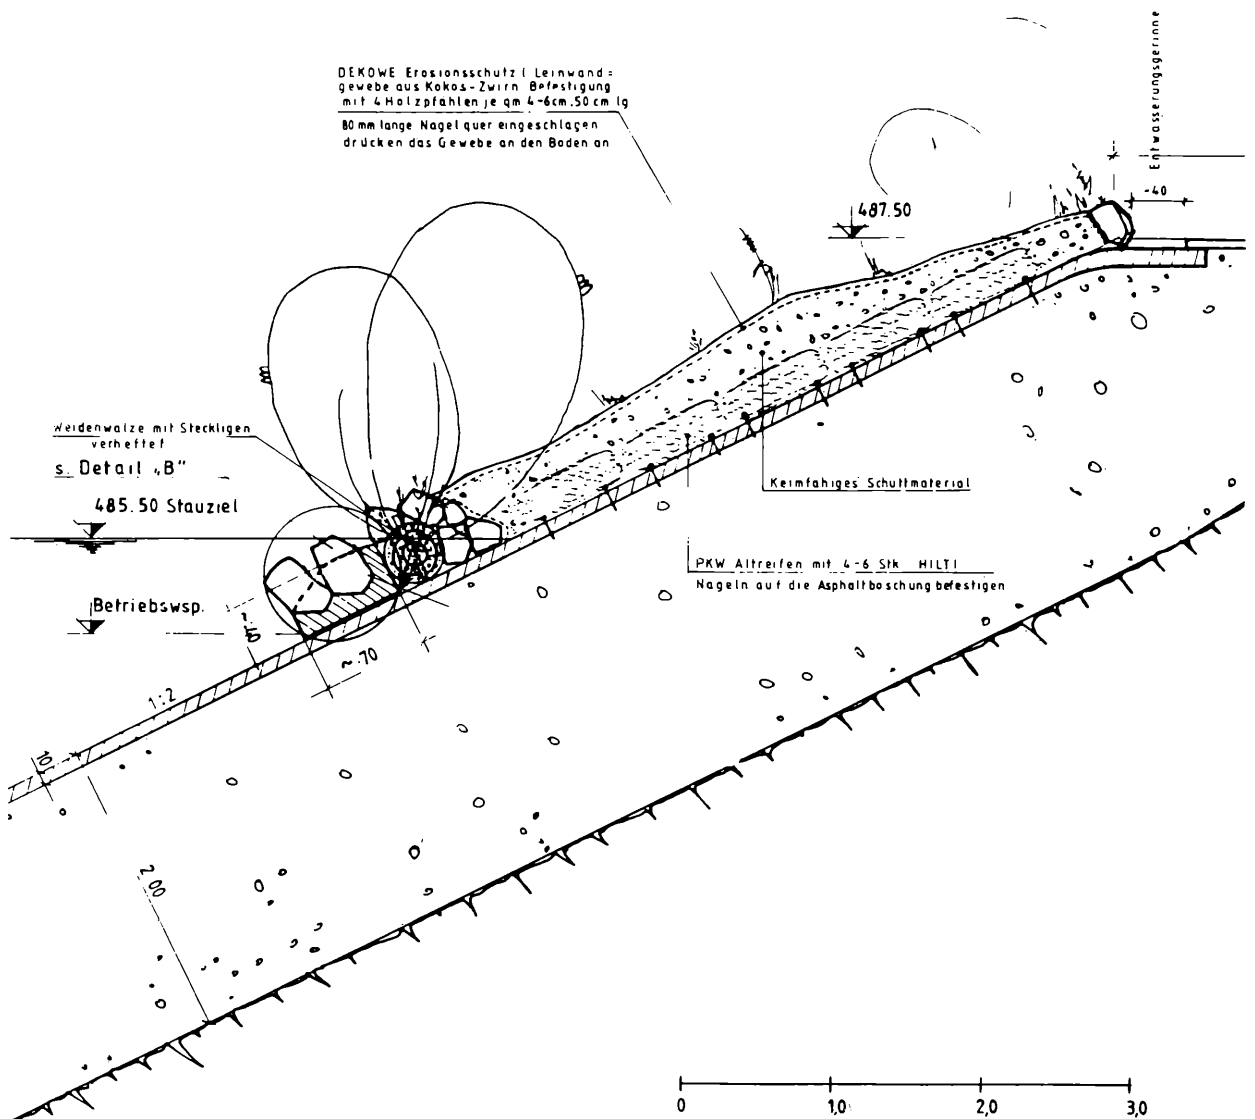 DEKOWE Erosionsschutz ( Leinwand =
gewebe aus Kokos-Zwirn Befestigung
mit 4 Holzpfählen je qm 4-6cm.50 cm lg
80 mm lange Nagel quer eingeschlagen
drücken das Gewebe an den Boden an
Entwasserungsgerinne
-40
487.50
Weidenwalze mit Steckligen
verheftet
s. Detail "B"
485.50 Stauziel
Keimfahiges Schuttmaterial
PKW Altreifen mit 4-6 Stk HILTI
Nageln auf die Asphaltboschung befestigen
Betriebswsp.
~.70
1:2
10
2.00
0 1,0 2,0 3,0